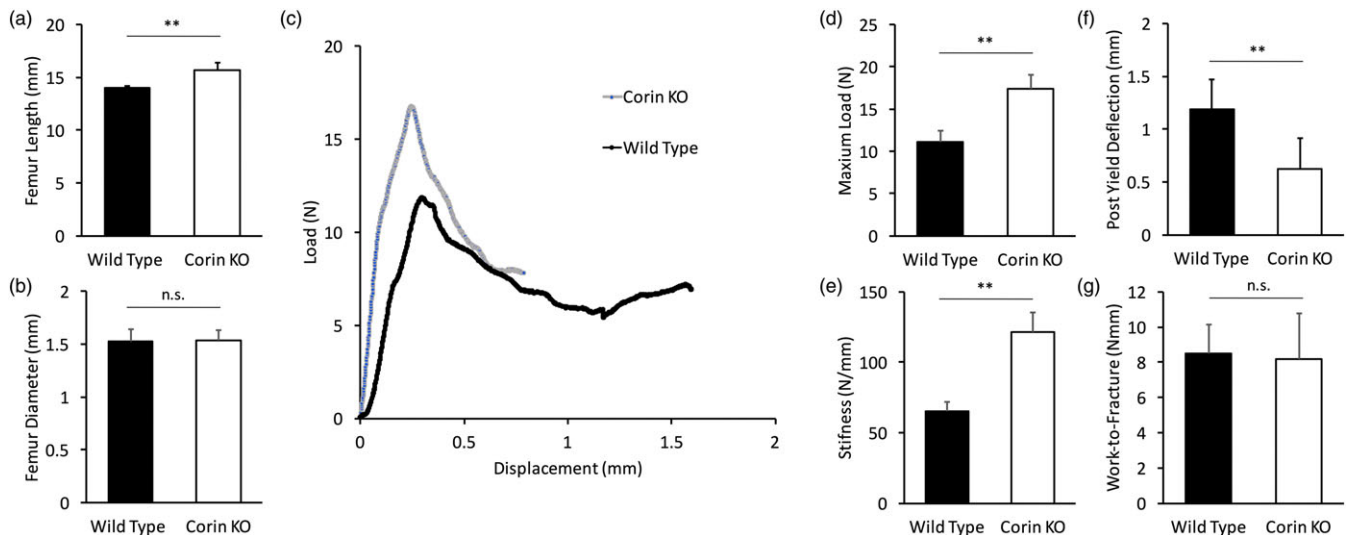 (a)
Femur Length (mm)
20
15
10
5
0
**
Wild Type
Corin KO
(b)
Femur Diameter (mm)
2
1.5
1
0.5
0
n.s.
Wild Type
Corin KO
(c)
Load (N)
20
15
10
5
0
Corin KO
Wild Type
0
0.5
1
1.5
2
Displacement (mm)
(d)
Maxium Load (N)
25
20
15
10
5
0
**
Wild Type
Corin KO
(e)
Stifness (N/mm)
150
100
50
0
**
Wild Type
Corin KO
(f)
Post Yield Deflection (mm)
2
1.5
1
0.5
0
**
Wild Type
Corin KO
(g)
Work-to-Fracture (Nmm)
12
10
8
6
4
2
0
n.s.
Wild Type
Corin KO